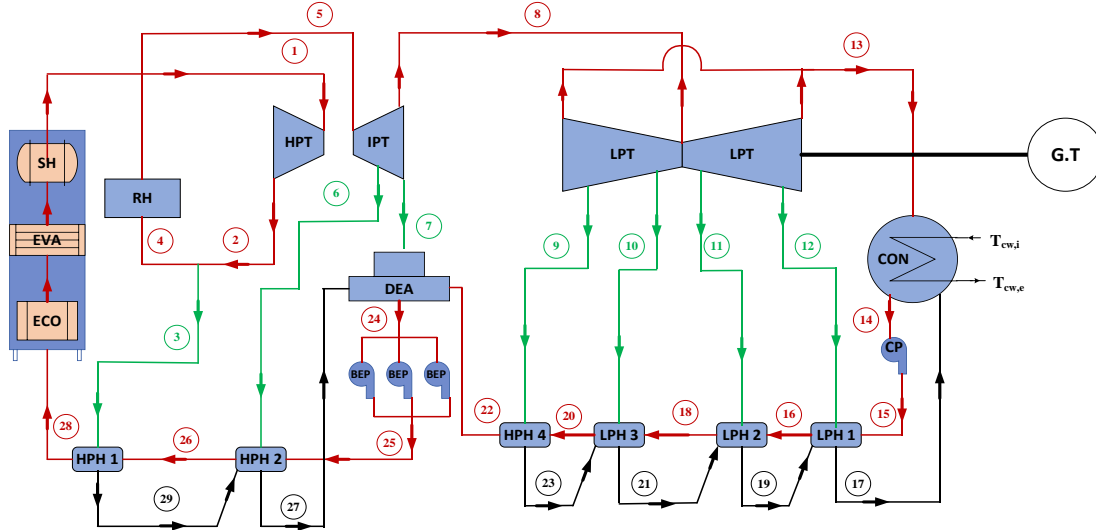 5
8
1
13
HPT
IPT
LPT
LPT
G.T
SH
RH
6
7
4
2
9
10
11
12
EVA
CON
T_cw,i
T_cw,e
DEA
ECO
24
14
3
CP
BEP
BEP
BEP
28
26
25
22
20
18
16
15
HPH 1
HPH 2
HPH 4
LPH 3
LPH 2
LPH 1
29
27
23
21
19
17